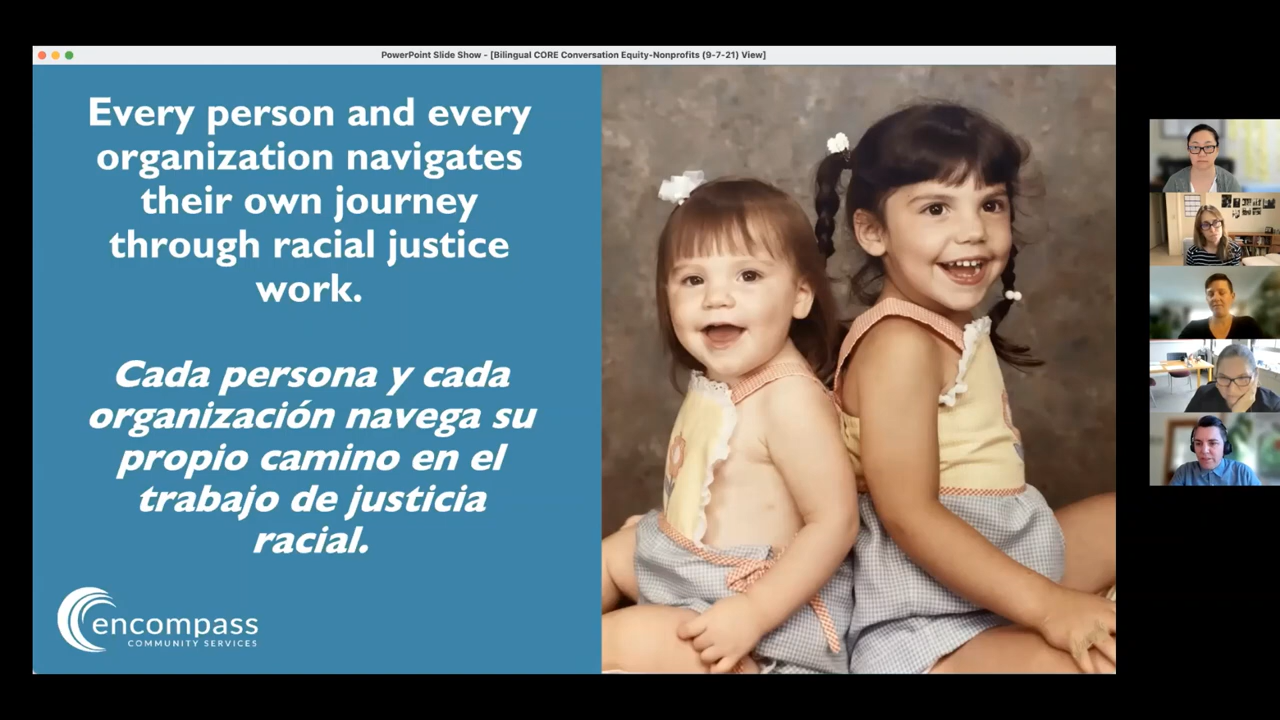 PowerPoint Slide Show - [Bilingual CORE Conversation Equity-Nonprofits (9-7-21) View]
Every person and every
organization navigates
their own journey
through racial justice
work.
Cada persona y cada
organización navega su
propio camino en el
trabajo de justicia
racial.
encompass
COMMUNITY SERVICES